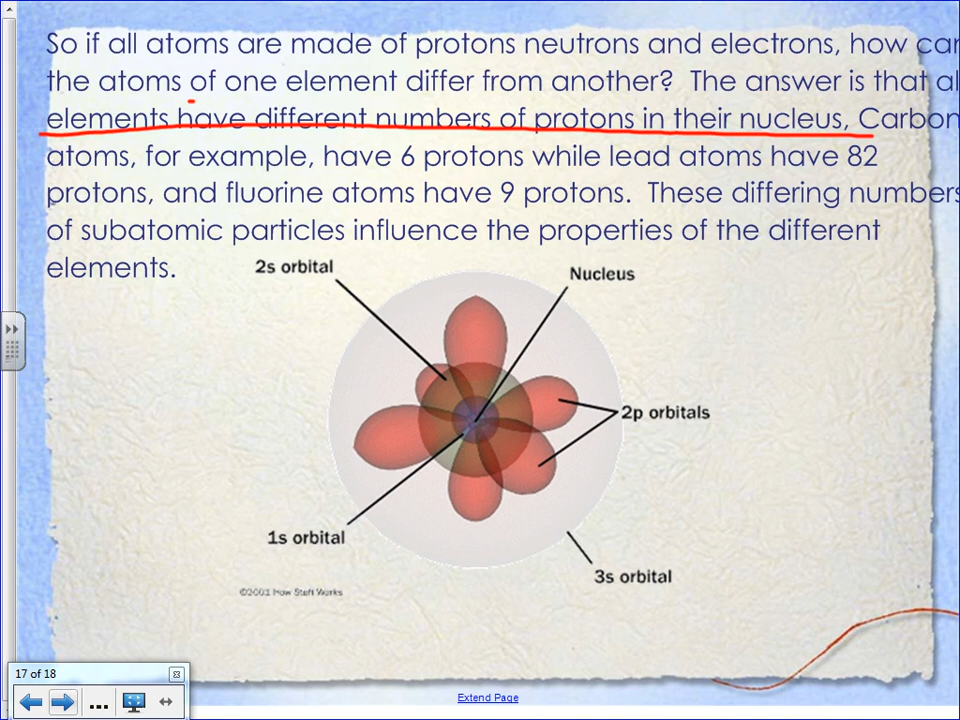 So if all atoms are made of protons neutrons and electrons, how can
the atoms of one element differ from another? The answer is that al
elements have different numbers of protons in their nucleus, Carbon
atoms, for example, have 6 protons while lead atoms have 82
protons, and fluorine atoms have 9 protons. These differing numbers
of subatomic particles influence the properties of the different
elements.
2s orbital
Nucleus
2p orbitals
1s orbital
3s orbital
©2001 How Stuff Works
17 of 18
...
Extend Page